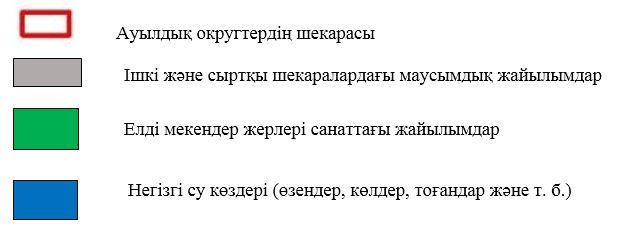 Ауылдық округтердің шекарасы
Ішкі және сыртқы шекаралардағы маусымдық жайылымдар
Елді мекендер жерлері санаттағы жайылымдар
Негізгі су көздері (өзендер, көлдер, тоғандар және т. б.)